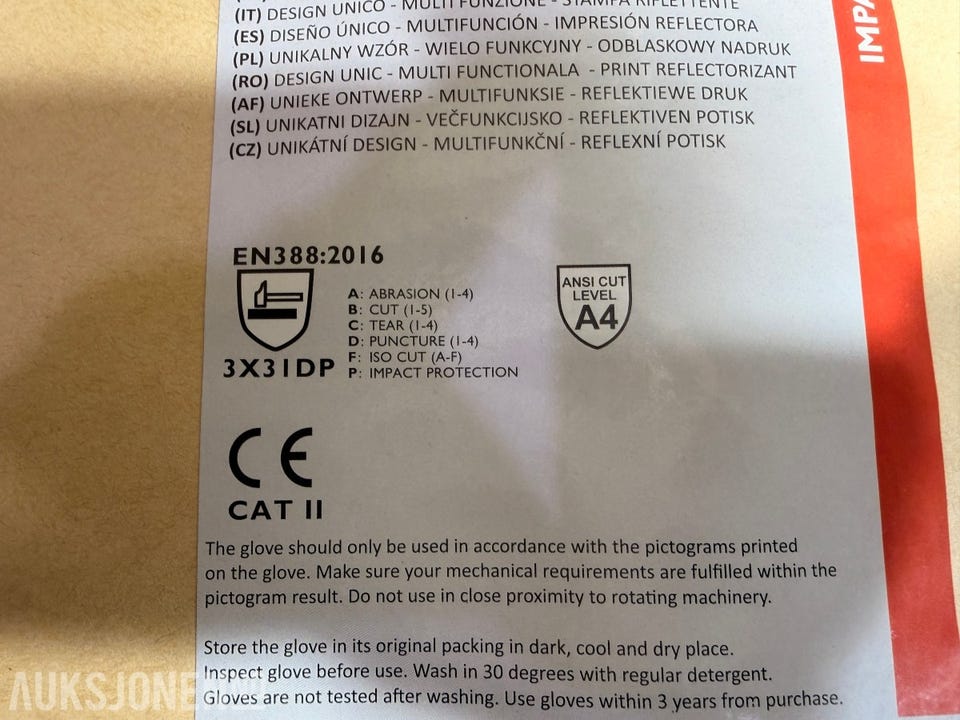 (IT) DESIGN UNICO - MULTI FUNZIONE - STAMPA RIFLETTENTE
(ES) DISEÑO ÚNICO - MULTIFUNCIÓN - IMPRESIÓN REFLECTORA
(PL) UNIKALNY WZÓR - WIELO FUNKCYJNY - ODBLASKOWY NADRUK
(RO) DESIGN UNIC - MULTI FUNCTIONALA - PRINT REFLECTORIZANT
(AF) UNIEKE ONTWERP - MULTIFUNKSIE - REFLEKTIEWE DRUK
(SL) UNIKATNI DIZAJN - VEČFUNKCIJSKO - REFLEKTIVEN POTISK
(CZ) UNIKÁTNÍ DESIGN - MULTIFUNKČNÍ - REFLEXNÍ POTISK
IMPA
EN388:2016
3X31DP
A: ABRASION (1-4)
B: CUT (1-5)
C: TEAR (1-4)
D: PUNCTURE (1-4)
F: ISO CUT (A-F)
P: IMPACT PROTECTION
ANSI CUT
LEVEL
A4
CE
CAT II
The glove should only be used in accordance with the pictograms printed
on the glove. Make sure your mechanical requirements are fulfilled within the
pictogram result. Do not use in close proximity to rotating machinery.
Store the glove in its original packing in dark, cool and dry place.
Inspect glove before use. Wash in 30 degrees with regular detergent.
Gloves are not tested after washing. Use gloves within 3 years from purchase.